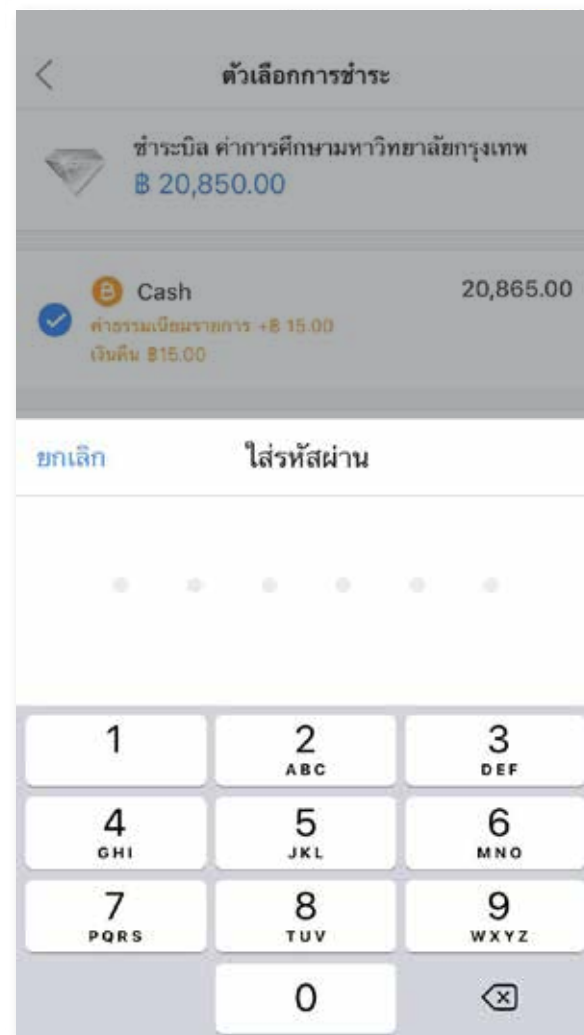 ตัวเลือกการชำระ
ชำระบิล ค่าการศึกษามหาวิทยาลัยกรุงเทพ
฿ 20,850.00
Cash 20,865.00
ค่าธรรมเนียมรายการ +฿ 15.00
เงินคืน ฿15.00
ยกเลิก ใส่รหัสผ่าน
1 2 3
ABC DEF
4 5 6
GHI JKL MNO
7 8 9
PQRS TUV WXYZ
0